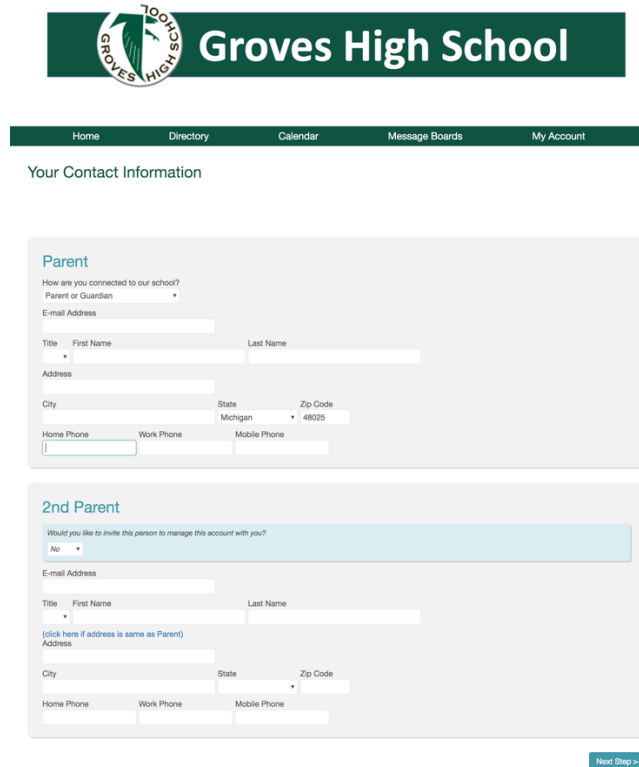 GROVES HIGH SCHOOL
Groves High School
Home Directory Calendar Message Boards My Account
Your Contact Information
Parent
How are you connected to our school?
Parent or Guardian
E-mail Address
Title First Name Last Name
Address
City State Zip Code
Michigan 48025
Home Phone Work Phone Mobile Phone
2nd Parent
Would you like to invite this person to manage this account with you?
No
E-mail Address
Title First Name Last Name
(click here if address is same as Parent)
Address
City State Zip Code
Home Phone Work Phone Mobile Phone
Next Step >